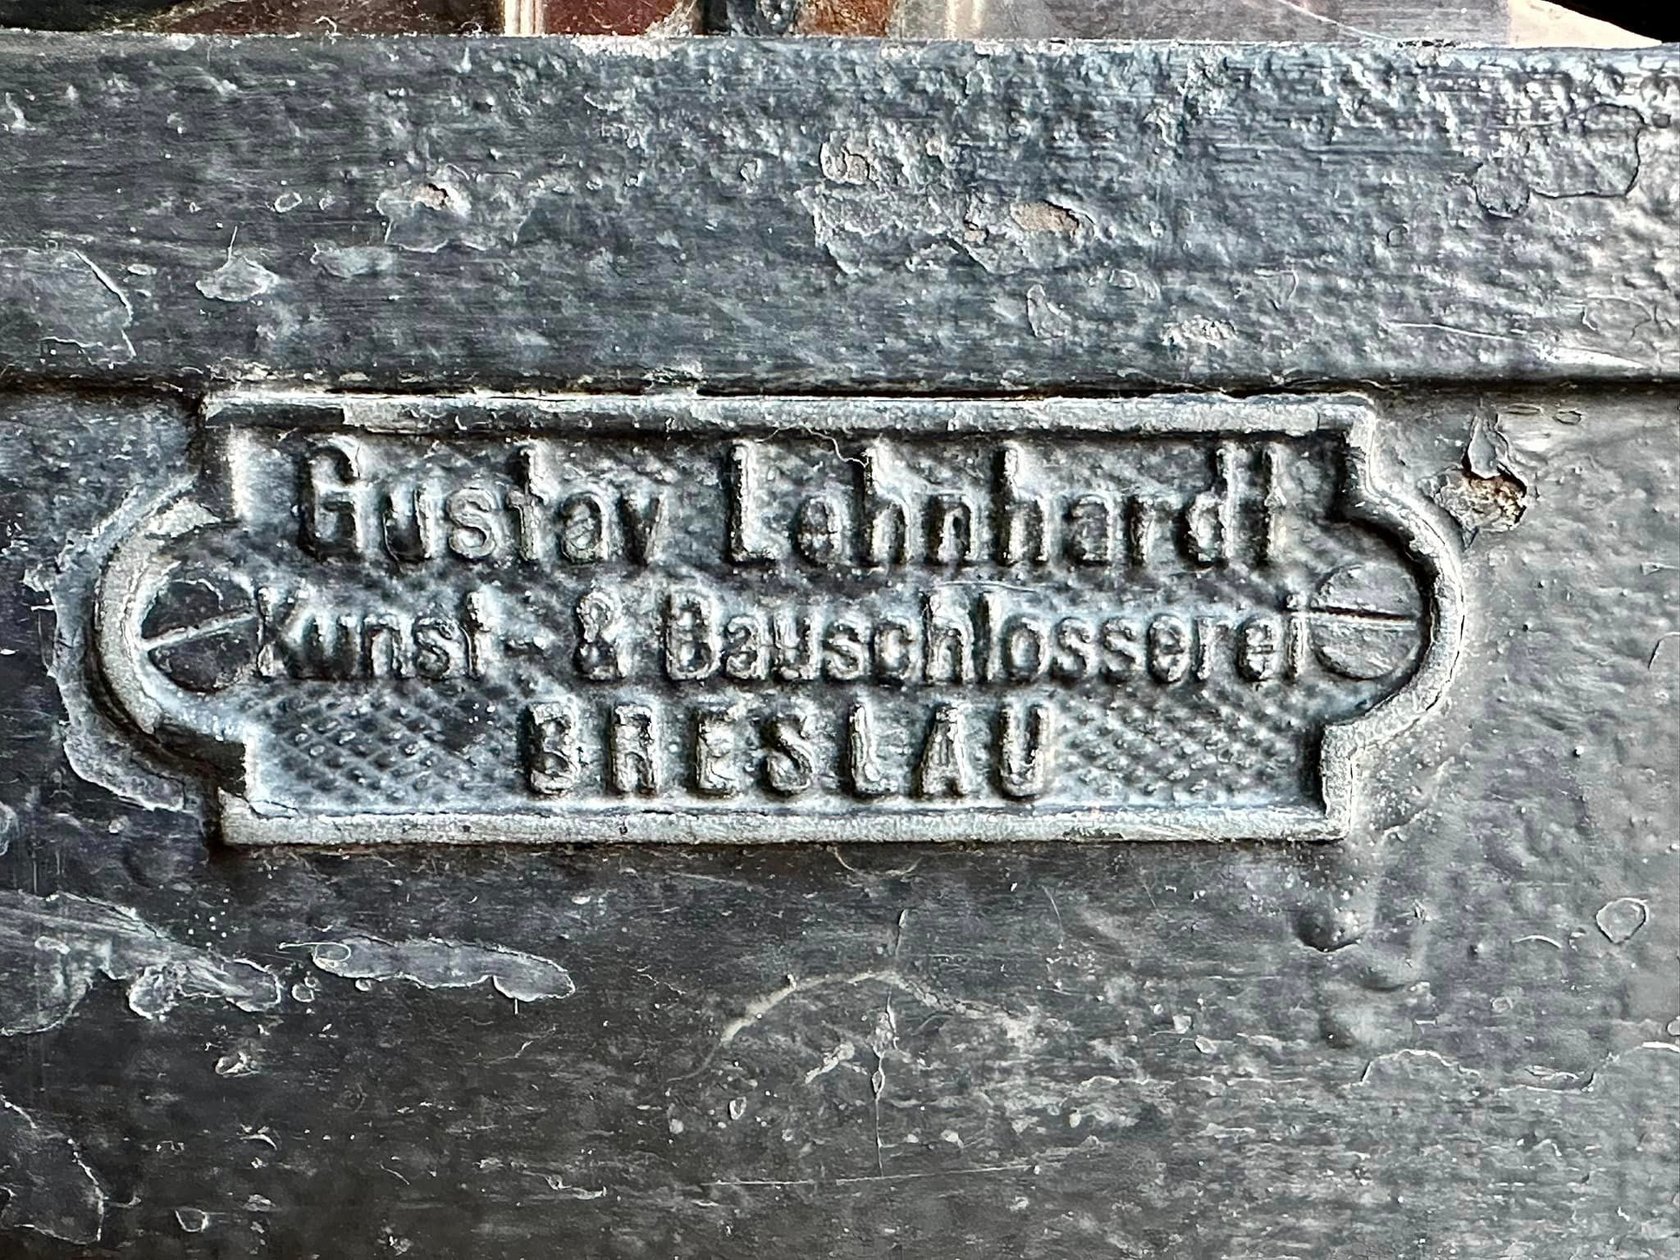 Gustav Lehnhardt
Kunst- & Bauschlosserei
BRESLAU